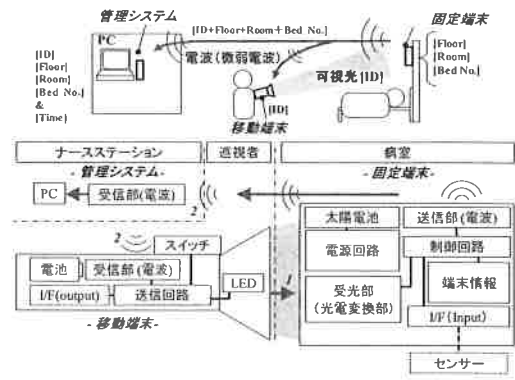 管理システム
PC
[ID+Floor+Room+Bed No.]
固定端末
[ID]
[Floor]
[Room]
[Bed No.]
&
[Time]
電波(微弱電波)
可視光[ID]
[Floor]
[Room]
[Bed No.]
[ID]
移動端末
ナースステーション
巡視者
病室
- 管理システム-
- 固定端末-
PC
受信部(電波)
2
太陽電池
送信部(電波)
電源回路
制御回路
受光部
(光電変換部)
端末情報
I/F(Input)
センサー
2
スイッチ
電池
受信部(電波)
LED
1
I/F(output)
送信回路
- 移動端末-